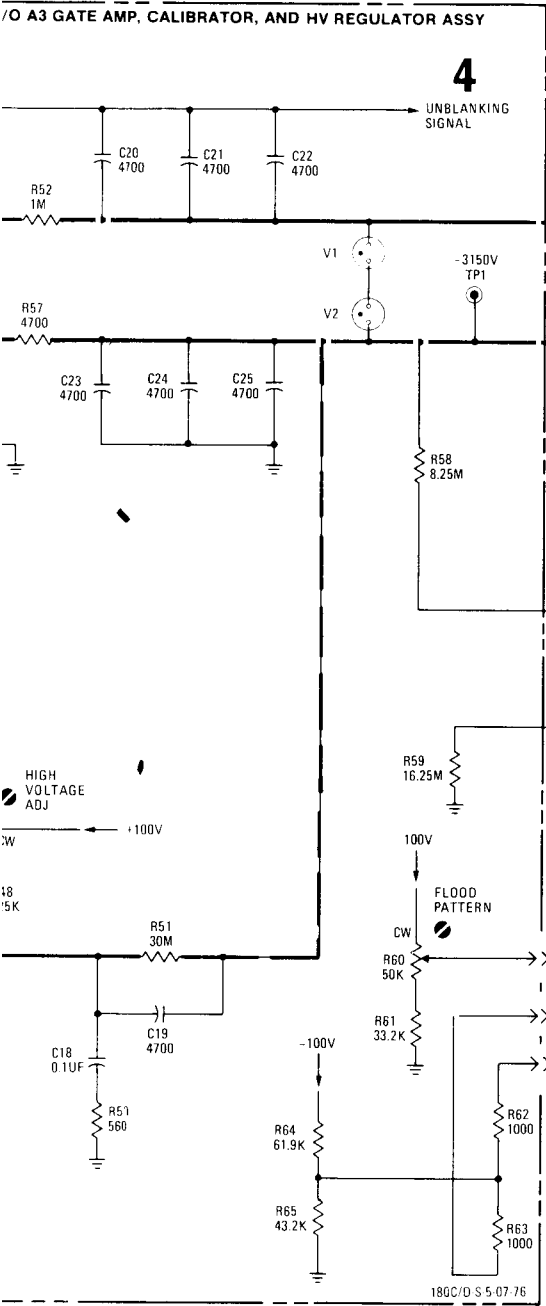 /O A3 GATE AMP, CALIBRATOR, AND HV REGULATOR ASSY
4
UNBLANKING
SIGNAL
C20
4700
C21
4700
C22
4700
R52
1M
V1
-3150V
TP1
V2
R57
4700
C23
4700
C24
4700
C25
4700
R58
8.25M
R59
16.25M
HIGH
VOLTAGE
ADJ
CW
+100V
48
5K
100V
FLOOD
PATTERN
CW
R60
50K
R51
30M
C19
4700
R61
33.2K
C18
0.1UF
-100V
560
R62
1000
R64
61.9K
R65
43.2K
R63
1000
180C/D-S-5-07-76